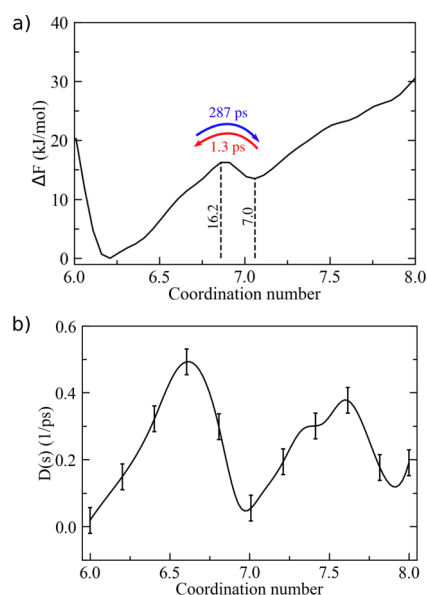 a)
40
30
20
10
0
ΔF (kJ/mol)
287 ps
1.3 ps
16.2
7.0
6.0 6.5 7.0 7.5 8.0
Coordination number
b)
0.6
0.4
0.2
0.0
D(s) (1/ps)
6.0 6.5 7.0 7.5 8.0
Coordination number